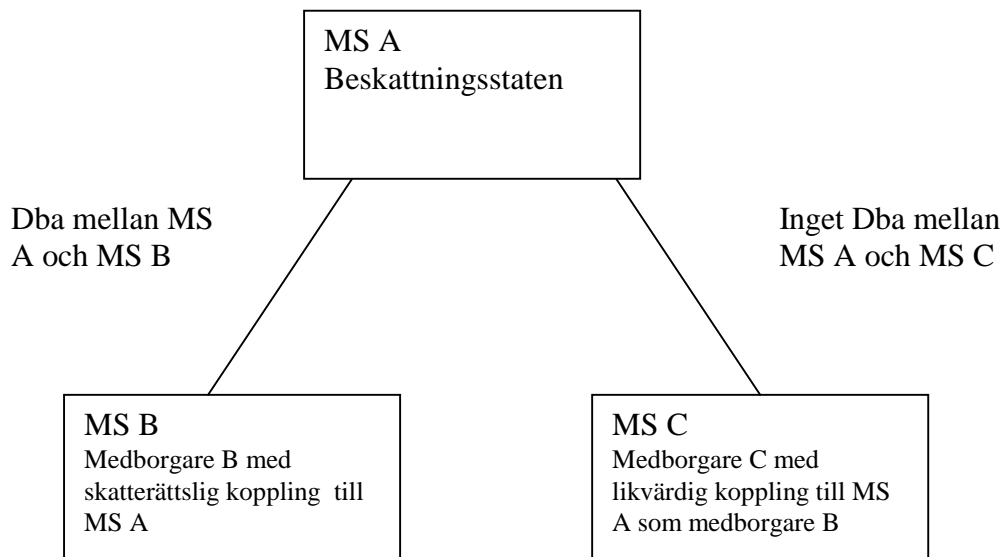 MS A
Beskattningsstaten
Dba mellan MS
A och MS B
Inget Dba mellan
MS A och MS C
MS B
Medborgare B med
skatterättslig koppling till
MS A
MS C
Medborgare C med
likvärdig koppling till MS
A som medborgare B